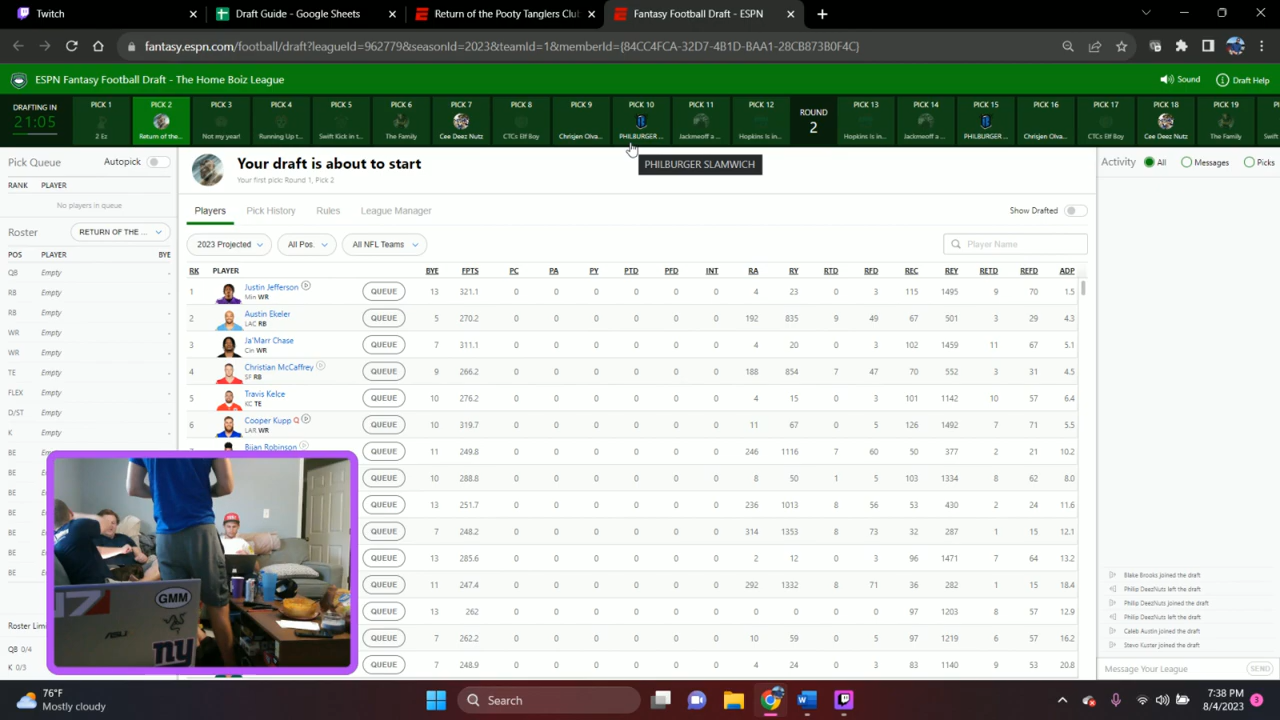 Twitch
Draft Guide - Google Sheets
Return of the Pooty Tanglers Clu
Fantasy Football Draft - ESPN
fantasy.espn.com/football/draft?leagueId=962779&seasonId=2023&teamId=1&memberId={84CC4FCA-32D7-4B1D-BAA1-28CB873B0F4C}
ESPN Fantasy Football Draft - The Home Boiz League
Sound
Draft Help
DRAFTING IN
21:05
PICK 1
2 Ez
PICK 2
Return of the...
PICK 3
Not my year!
PICK 4
Running Up t...
PICK 5
Swift Kick in t...
PICK 6
The Family
PICK 7
Cee Deez Nutz
PICK 8
CTCs Elf Boy
PICK 9
Chrisjen Olva...
PICK 10
PHILBURGER ...
PICK 11
Jackmeoff a ...
PICK 12
Hopkins Is in...
ROUND
2
PICK 13
Hopkins Is in...
PICK 14
Jackmeoff a ...
PICK 15
PHILBURGER ...
PICK 16
Chrisjen Olva...
PICK 17
CTCs Elf Boy
PICK 18
Cee Deez Nutz
PICK 19
The Family
PICK
Swift
PHILBURGER SLAMWICH
Pick Queue
Autopick
RANK PLAYER
No players in queue
Roster
RETURN OF THE ...
POS PLAYER BYE
QB Empty -
RB Empty -
RB Empty -
WR Empty -
WR Empty -
TE Empty -
FLEX Empty -
D/ST Empty -
K Empty -
BE
BE
BE
BE
BE
BE
BE
Roster Lim
QB 0/4
K 0/3
Your draft is about to start
Your first pick: Round 1, Pick 2
Players
Pick History
Rules
League Manager
Show Drafted
2023 Projected
All Pos.
All NFL Teams
Player Name
RK PLAYER BYE FPTS PC PA PY PTD PFD INT RA RY RTD RFD REC REY RETD REFD ADP
1 Justin Jefferson Min WR QUEUE 13 321.1 0 0 0 0 0 0 4 23 0 3 115 1495 9 70 1.5
2 Austin Ekeler LAC RB QUEUE 5 270.2 0 0 0 0 0 0 192 835 9 49 67 501 3 29 4.3
3 Ja'Marr Chase Cin WR QUEUE 7 311.1 0 0 0 0 0 0 4 20 0 3 102 1459 11 67 5.1
4 Christian McCaffrey SF RB QUEUE 9 266.2 0 0 0 0 0 0 188 854 7 47 70 552 3 31 4.5
5 Travis Kelce KC TE QUEUE 10 276.2 0 0 0 0 0 0 4 15 0 3 101 1142 10 57 6.4
6 Cooper Kupp Q LAR WR QUEUE 10 319.7 0 0 0 0 0 0 11 67 0 6 126 1492 7 71 5.5
Bijan Robinson QUEUE 11 249.8 0 0 0 0 0 0 246 1116 7 60 50 377 2 21 10.2
QUEUE 10 288.8 0 0 0 0 0 0 8 50 1 5 103 1334 8 62 8.0
QUEUE 13 251.7 0 0 0 0 0 0 236 1013 8 56 53 430 2 24 11.6
QUEUE 7 248.2 0 0 0 0 0 0 314 1353 8 73 32 287 1 15 12.1
QUEUE 13 285.6 0 0 0 0 0 0 2 12 0 3 96 1471 7 64 13.2
QUEUE 11 247.4 0 0 0 0 0 0 292 1332 8 71 36 282 1 15 18.4
QUEUE 13 262 0 0 0 0 0 0 0 0 0 0 97 1203 8 57 12.9
QUEUE 262.2 0 0 0 0 0 0 10 59 0 5 97 1219 6 57 16.2
QUEUE 7 248.9 0 0 0 0 0 0 4 24 0 3 83 1140 9 53 20.8
Activity
All
Messages
Picks
Blake Brooks joined the draft
Philip DeezNuts left the draft
Philip DeezNuts joined the draft
Philip DeezNuts left the draft
Caleb Austin joined the draft
Stevo Kuster joined the draft
Message Your League
SEND
N7
GMM
ASUS
ny
76°F
Mostly cloudy
Search
7:38 PM
8/4/2023
3